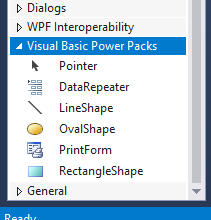 Dialogs
WPF Interoperability
Visual Basic Power Packs
Pointer
DataRepeater
LineShape
OvalShape
PrintForm
RectangleShape
General
Ready